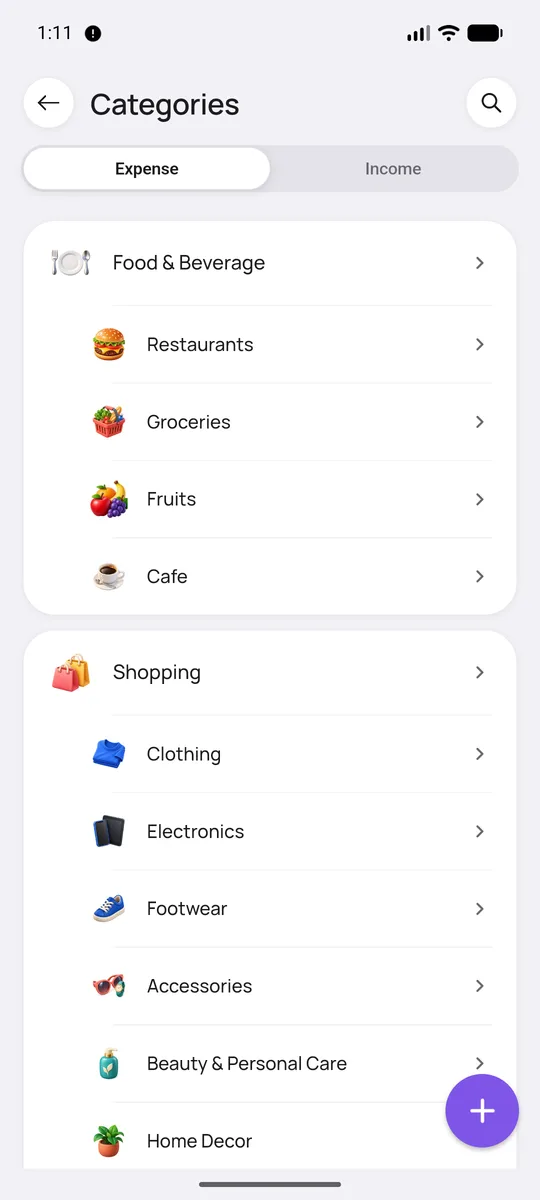 1:11
Categories
Expense
Income
Food & Beverage
Restaurants
Groceries
Fruits
Cafe
Shopping
Clothing
Electronics
Footwear
Accessories
Beauty & Personal Care
Home Decor